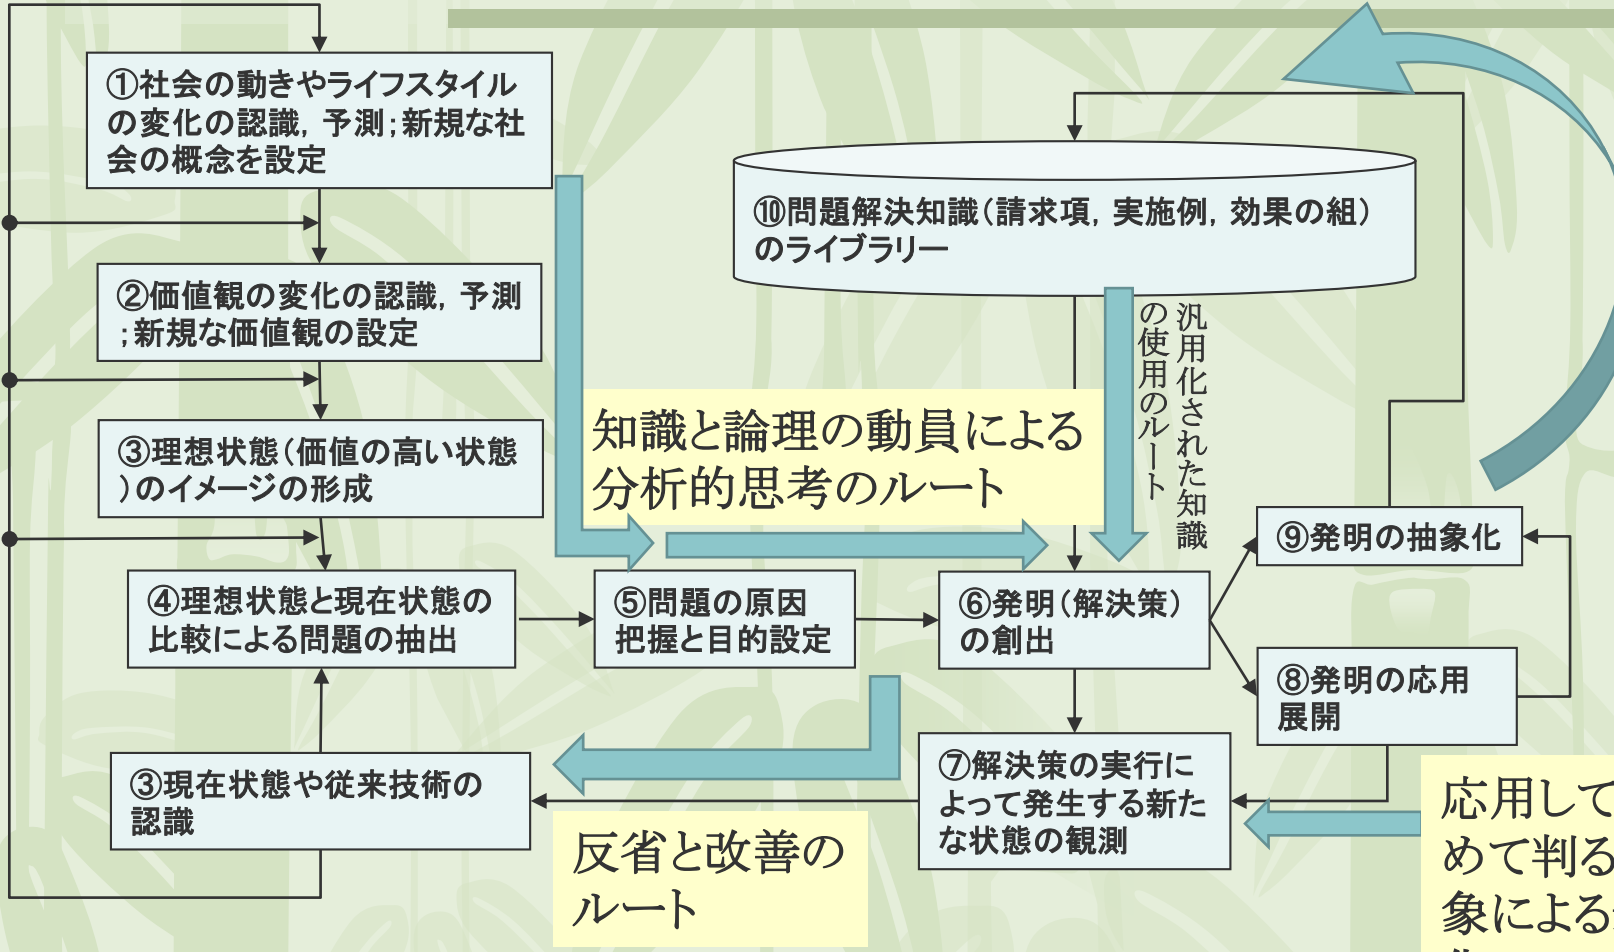 ①社会の動きやライフスタイル
の変化の認識，予測；新規な社
会の概念を設定
②価値観の変化の認識，予測
；新規な価値観の設定
③理想状態（価値の高い状態
）のイメージの形成
④理想状態と現在状態の
比較による問題の抽出
③現在状態や従来技術の
認識
⑤問題の原因
把握と目的設定
⑥発明（解決策）
の創出
⑦解決策の実行に
よって発生する新た
な状態の観測
⑧発明の応用
展開
⑨発明の抽象化
⑩問題解決知識（請求項，実施例，効果の組）
のライブラリー
汎用化された知識
の使用のルート
知識と論理の動員による
分析的思考のルート
反省と改善の
ルート
応用して
めて判る
象による